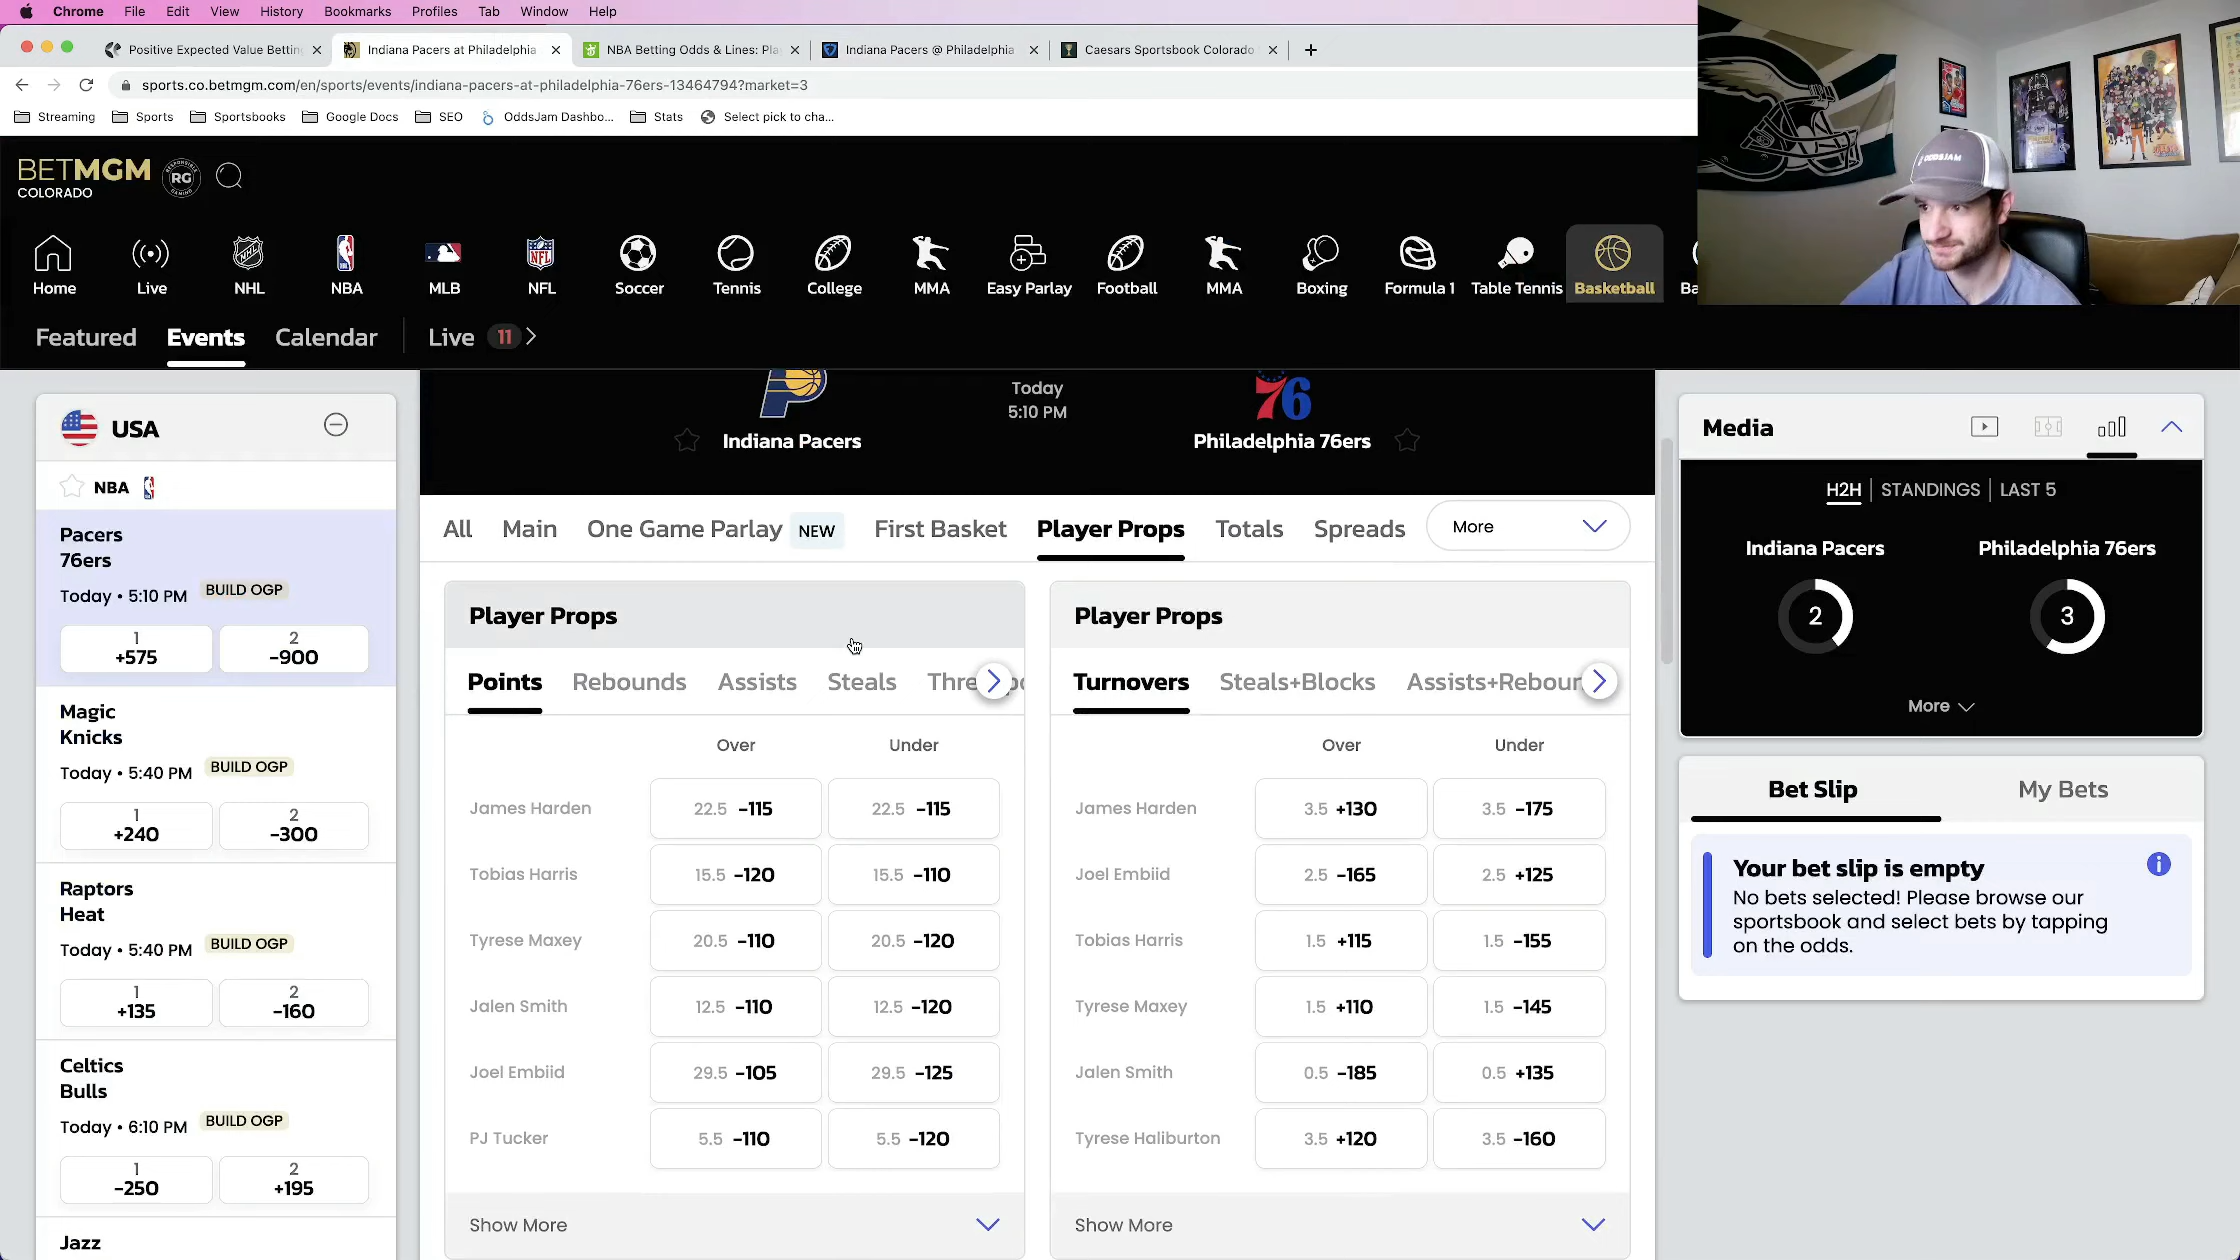 Chrome File Edit View History Bookmarks Profiles Tab Window Help
Positive Expected Value Betting
Indiana Pacers at Philadelphia
NBA Betting Odds & Lines: Pla
Indiana Pacers @ Philadelphia
Caesars Sportsbook Colorado
sports.co.betmgm.com/en/sports/events/indiana-pacers-at-philadelphia-76ers-13464794?market=3
Streaming Sports Sportsbooks Google Docs SEO OddsJam Dashbo... Stats Select pick to cha...
BETMGM
COLORADO
RG
ODDSJAM
Home Live NHL NBA MLB NFL Soccer Tennis College MMA Easy Parlay Football MMA Boxing Formula 1 Table Tennis Basketball Ba
Featured Events Calendar Live 11
USA
NBA
Pacers
76ers
Today • 5:10 PM BUILD OGP
1 2
+575 -900
Magic
Knicks
Today • 5:40 PM BUILD OGP
1 2
+240 -300
Raptors
Heat
Today • 5:40 PM BUILD OGP
1 2
+135 -160
Celtics
Bulls
Today • 6:10 PM BUILD OGP
1 2
-250 +195
Jazz
Today
5:10 PM
76
Indiana Pacers Philadelphia 76ers
All Main One Game Parlay NEW First Basket Player Props Totals Spreads More
Player Props
Points Rebounds Assists Steals Thre
Over Under
James Harden 22.5 -115 22.5 -115
Tobias Harris 15.5 -120 15.5 -110
Tyrese Maxey 20.5 -110 20.5 -120
Jalen Smith 12.5 -110 12.5 -120
Joel Embiid 29.5 -105 29.5 -125
PJ Tucker 5.5 -110 5.5 -120
Show More
Player Props
Turnovers Steals+Blocks Assists+Reboun
Over Under
James Harden 3.5 +130 3.5 -175
Joel Embiid 2.5 -165 2.5 +125
Tobias Harris 1.5 +115 1.5 -155
Tyrese Maxey 1.5 +110 1.5 -145
Jalen Smith 0.5 -185 0.5 +135
Tyrese Haliburton 3.5 +120 3.5 -160
Show More
Media
H2H STANDINGS LAST 5
Indiana Pacers Philadelphia 76ers
2 3
More
Bet Slip My Bets
Your bet slip is empty
No bets selected! Please browse our
sportsbook and select bets by tapping
on the odds.